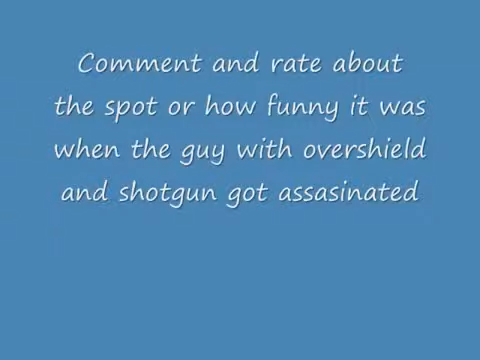 Comment and rate about
the spot or how funny it was
when the guy with overshield
and shotgun got assasinated